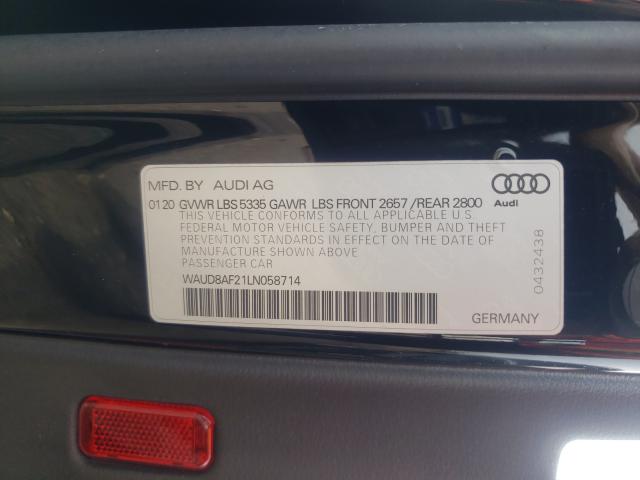 MFD. BY AUDI AG
Audi
01 20 GVWR LBS 5335 GAWR LBS FRONT 2657 /REAR 2800
THIS VEHICLE CONFORMS TO ALL APPLICABLE U.S.
FEDERAL MOTOR VEHICLE SAFETY, BUMPER AND THEFT
PREVENTION STANDARDS IN EFFECT ON THE DATE OF
MANUFACTURE SHOWN ABOVE
PASSENGER CAR
WAUD8AF21LN058714
0432438
GERMANY